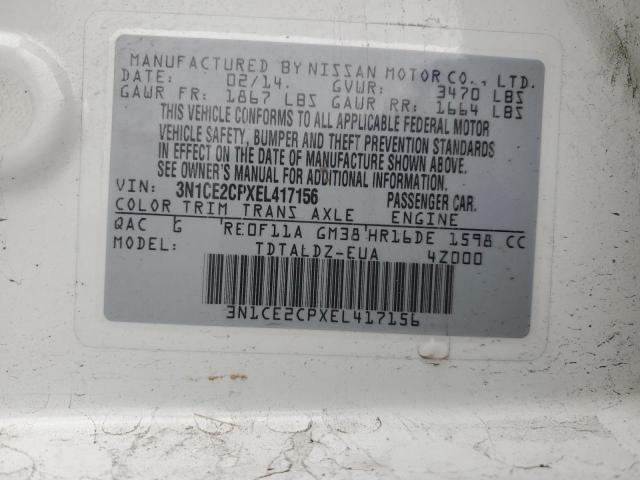 MANUFACTURED BY NISSAN MOTOR CO., LTD.
DATE: 02/14. GVWR: 3470 LBS
GAWR FR: 1867 LBS GAWR RR: 1664 LBS
THIS VEHICLE CONFORMS TO ALL APPLICABLE FEDERAL MOTOR
VEHICLE SAFETY, BUMPER AND THEFT PREVENTION STANDARDS
IN EFFECT ON THE DATE OF MANUFACTURE SHOWN ABOVE.
SEE OWNER'S MANUAL FOR ADDITIONAL INFORMATION.
VIN: 3N1CE2CPXEL417156 PASSENGER CAR.
COLOR TRIM TRANS AXLE ENGINE
QAC G RE0F11A GM38 HR16DE 1598 CC
MODEL: TDTALDZ-EUA 4Z000
3N1CE2CPXEL417156